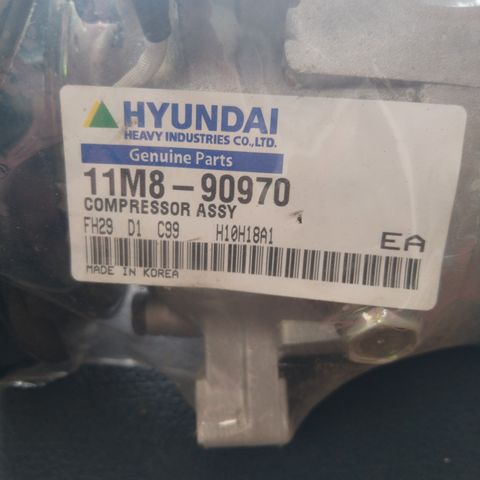 HYUNDAI
HEAVY INDUSTRIES CO.,LTD.
Genuine Parts
11M8-90970
COMPRESSOR ASSY
FH29 D1 C99 H10H18A1
EA
MADE IN KOREA